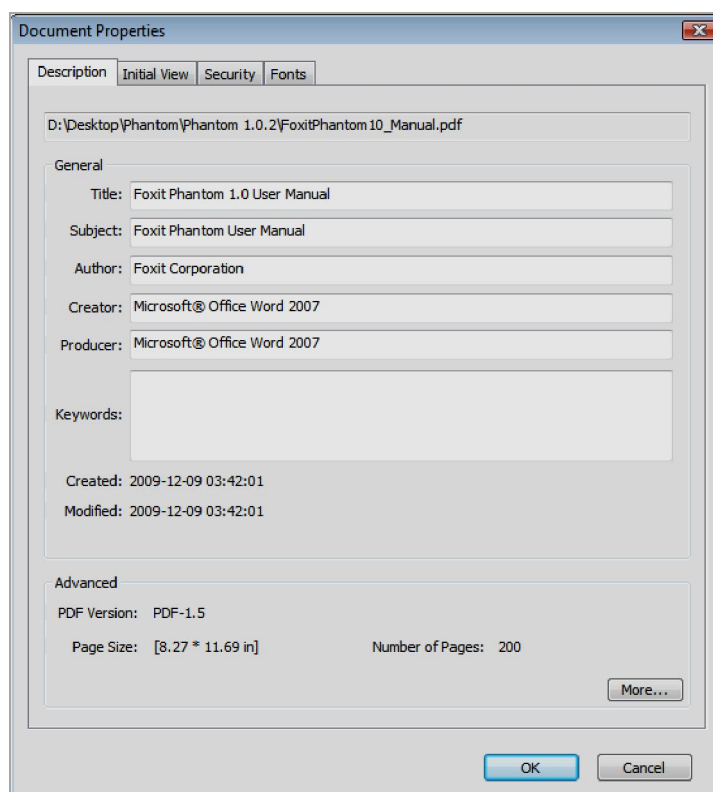 Document Properties
Description Initial View Security Fonts
D:\Desktop\Phantom\Phantom 1.0.2\FoxitPhantom10_Manual.pdf
General
Title: Foxit Phantom 1.0 User Manual
Subject: Foxit Phantom User Manual
Author: Foxit Corporation
Creator: Microsoft® Office Word 2007
Producer: Microsoft® Office Word 2007
Keywords:
Created: 2009-12-09 03:42:01
Modified: 2009-12-09 03:42:01
Advanced
PDF Version: PDF-1.5
Page Size: [8.27 * 11.69 in] Number of Pages: 200
More...
OK Cancel